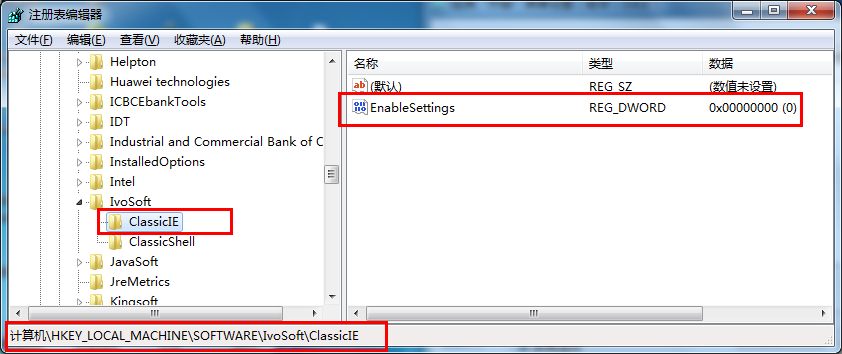 注册表编辑器
文件(F) 编辑(E) 查看(V) 收藏夹(A) 帮助(H)
Helpton
Huawei technologies
ICBCEbankTools
IDT
Industrial and Commercial Bank of C
InstalledOptions
Intel
IvoSoft
ClassicIE
ClassicShell
JavaSoft
JreMetrics
Kingsoft
名称 类型 数据
(默认) REG_SZ (数值未设置)
EnableSettings REG_DWORD 0x00000000 (0)
计算机\HKEY_LOCAL_MACHINE\SOFTWARE\IvoSoft\ClassicIE